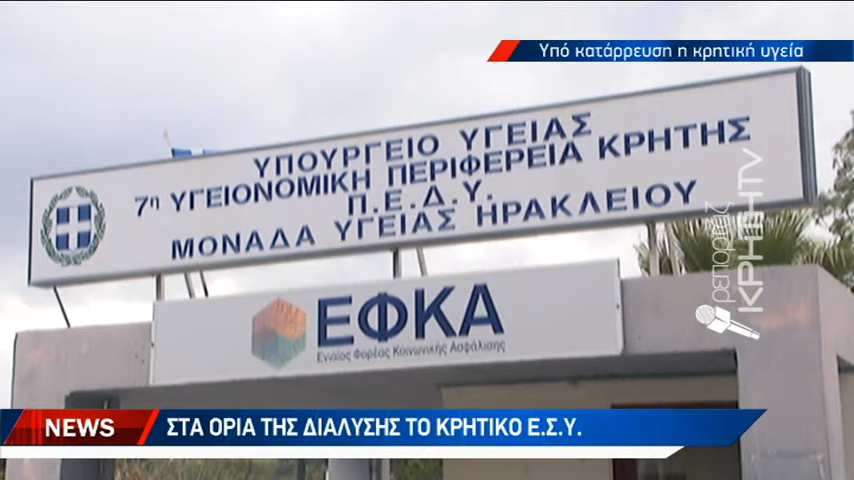 Υπό κατάρρευση η κρητική υγεία
ΥΠΟΥΡΓΕΙΟ ΥΓΕΙΑΣ
7η ΥΓΕΙΟΝΟΜΙΚΗ ΠΕΡΙΦΕΡΕΙΑ ΚΡΗΤΗΣ
Π.Ε.Δ.Υ.
ΜΟΝΑΔΑ ΥΓΕΙΑΣ ΗΡΑΚΛΕΙΟΥ
ρεπορτάζ
ΚΡΗΤΗTV
ΕΦΚΑ
Ενιαίος Φορέας Κοινωνικής Ασφάλισης
NEWS
ΣΤΑ ΟΡΙΑ ΤΗΣ ΔΙΑΛΥΣΗΣ ΤΟ ΚΡΗΤΙΚΟ Ε.Σ.Υ.